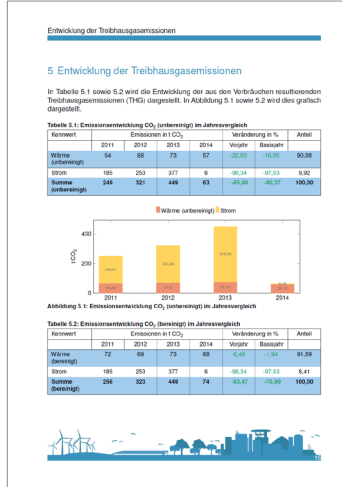 Entwicklung der Treibhausgasemissionen
5 Entwicklung der Treibhausgasemissionen
In Tabelle 5.1 sowie 5.2 wird die Entwicklung der aus den Verbräuchen resultierenden
Treibhausgasemissionen (THG) dargestellt. In Abbildung 5.1 sowie 5.2 wird dies grafisch
dargestellt.
Tabelle 5.1: Emissionsentwicklung CO₂ (unbereinigt) im Jahresvergleich
Kennwert Emissionen in t CO₂ Veränderung in % Anteil
2011 2012 2013 2014 Vorjahr Basisjahr
Wärme 64 68 73 57 -22,03 -10,05 90,08
(unbereinigt)
Strom 185 253 377 6 -98,34 -97,53 9,92
Summe 249 321 449 63 -85,98 100,00
(unbereinigt)
Wärme (unbereinigt) Strom
t CO₂
400
200
0
2011 2012 2013 2014
Abbildung 5.1: Emissionsentwicklung CO₂ (unbereinigt) im Jahresvergleich
Tabelle 5.2: Emissionsentwicklung CO₂ (bereinigt) im Jahresvergleich
Kennwert Emissionen in t CO₂ Veränderung in % Anteil
2011 2012 2013 2014 Vorjahr Basisjahr
Wärme 72 69 73 68 -6,46 -1,94 91,59
(bereinigt)
Strom 185 253 377 6 -98,34 -97,53 8,41
Summe 256 323 449 74 -83,47 -70,99 100,00
(bereinigt)